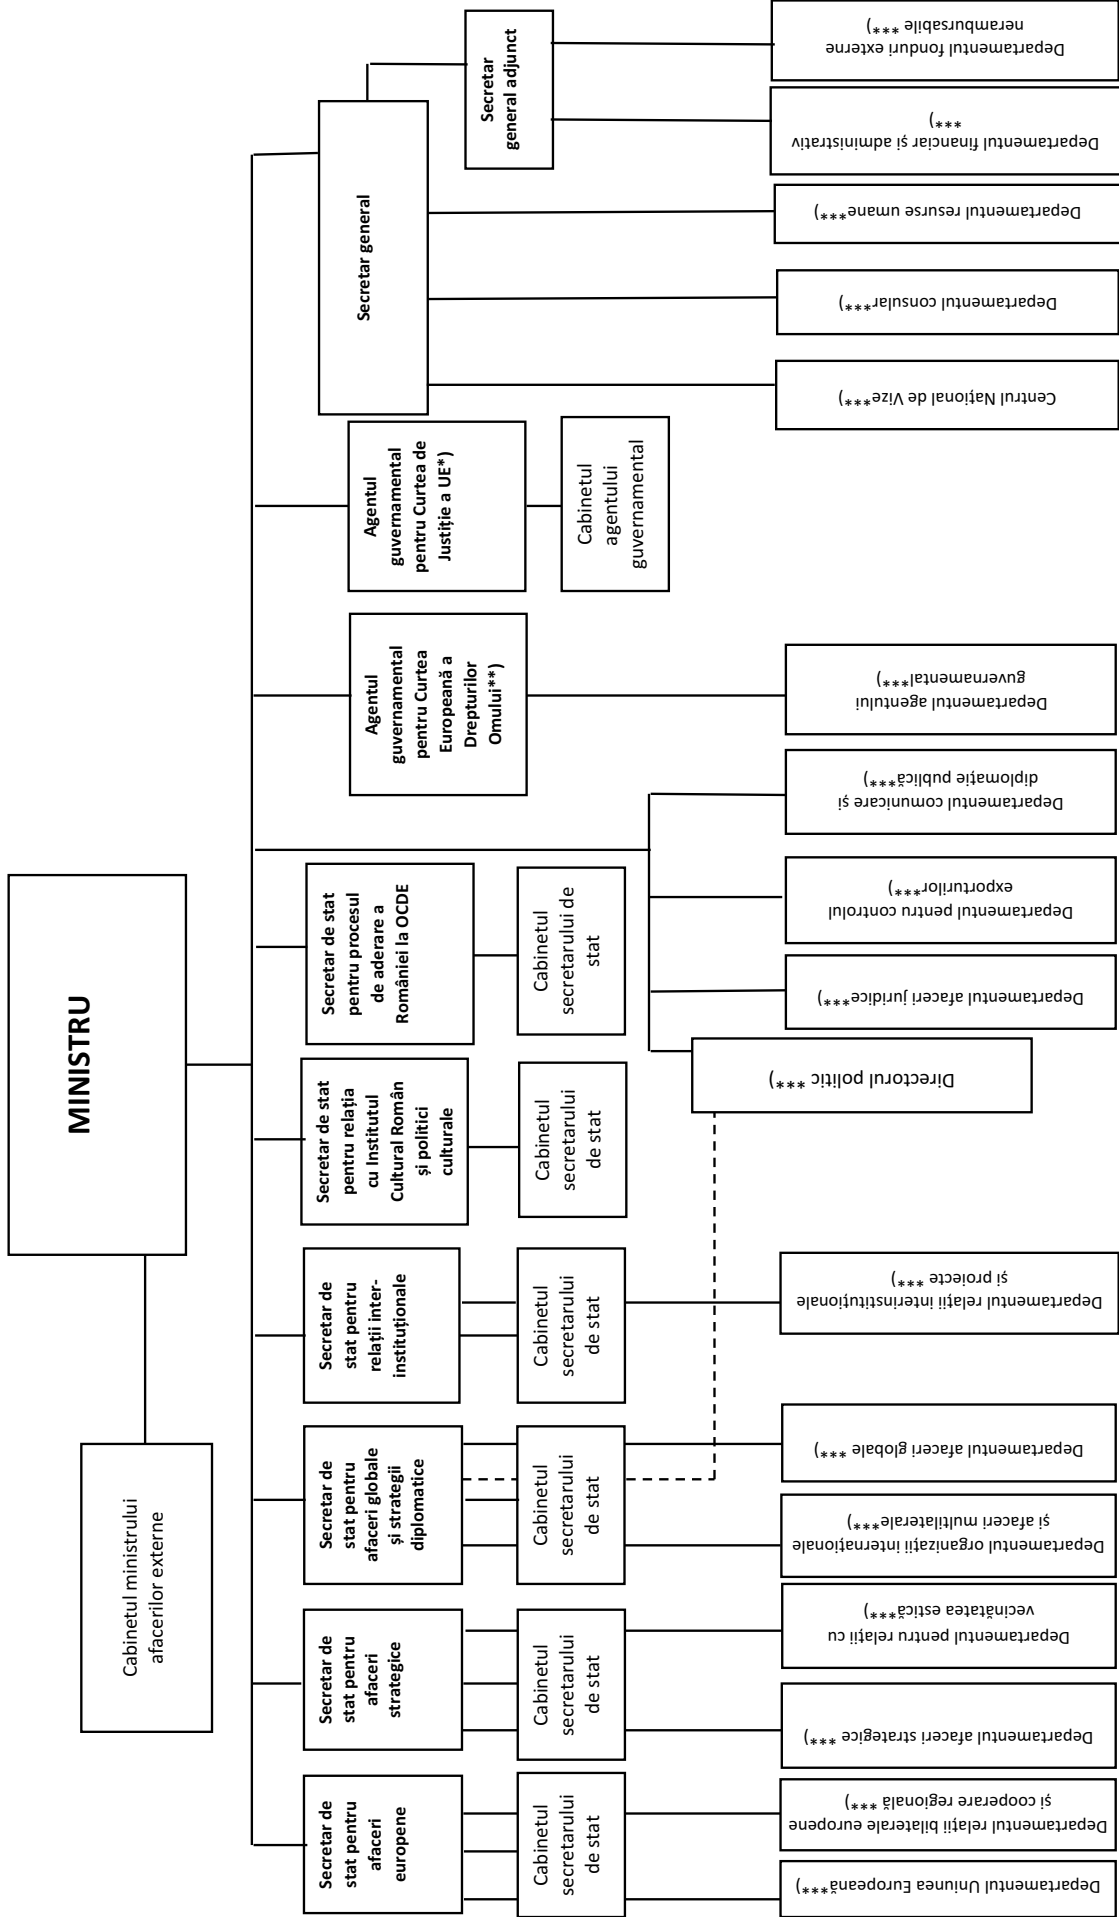 MINISTRU
Cabinetul ministrului
afacerilor externe
Secretar de
stat pentru
afaceri
europene
Secretar de
stat pentru
afaceri
strategice
Secretar de
stat pentru
afaceri globale
și strategii
diplomatice
Secretar de
stat pentru
relații inter-
instituționale
Secretar de stat
pentru relația
cu Institutul
Cultural Român
și politici
culturale
Secretar de stat
pentru procesul
de aderare a
României la OCDE
Agentul
guvernamental
pentru Curtea
Europeană a
Drepturilor
Omului**)
Agentul
guvernamental
pentru Curtea de
Justiție a UE*)
Secretar general
Secretar
general adjunct
Cabinetul
secretarului
de stat
Cabinetul
secretarului
de stat
Cabinetul
secretarului
de stat
Cabinetul
secretarului
de stat
Cabinetul
secretarului
de stat
Cabinetul
secretarului de
stat
Cabinetul
agentului
guvernamental
Directorul politic ***)
Departamentul Uniunea Europeană***)
Departamentul relații bilaterale europene
și cooperare regională ***)
Departamentul afaceri strategice ***)
Departamentul pentru relații cu
vecinătatea estică***)
Departamentul organizații internaționale
și afaceri multilaterale***)
Departamentul afaceri globale ***)
Departamentul relații interinstituționale
și proiecte ***)
Departamentul afaceri juridice***)
Departamentul pentru controlul
exporturilor***)
Departamentul comunicare și
diplomație publică***)
Departamentul agentului
guvernamental***)
Centrul Național de Vize***)
Departamentul consular***)
Departamentul resurse umane***)
Departamentul financiar și administrativ
***)
Departamentul fonduri externe
nerambursabile ***)